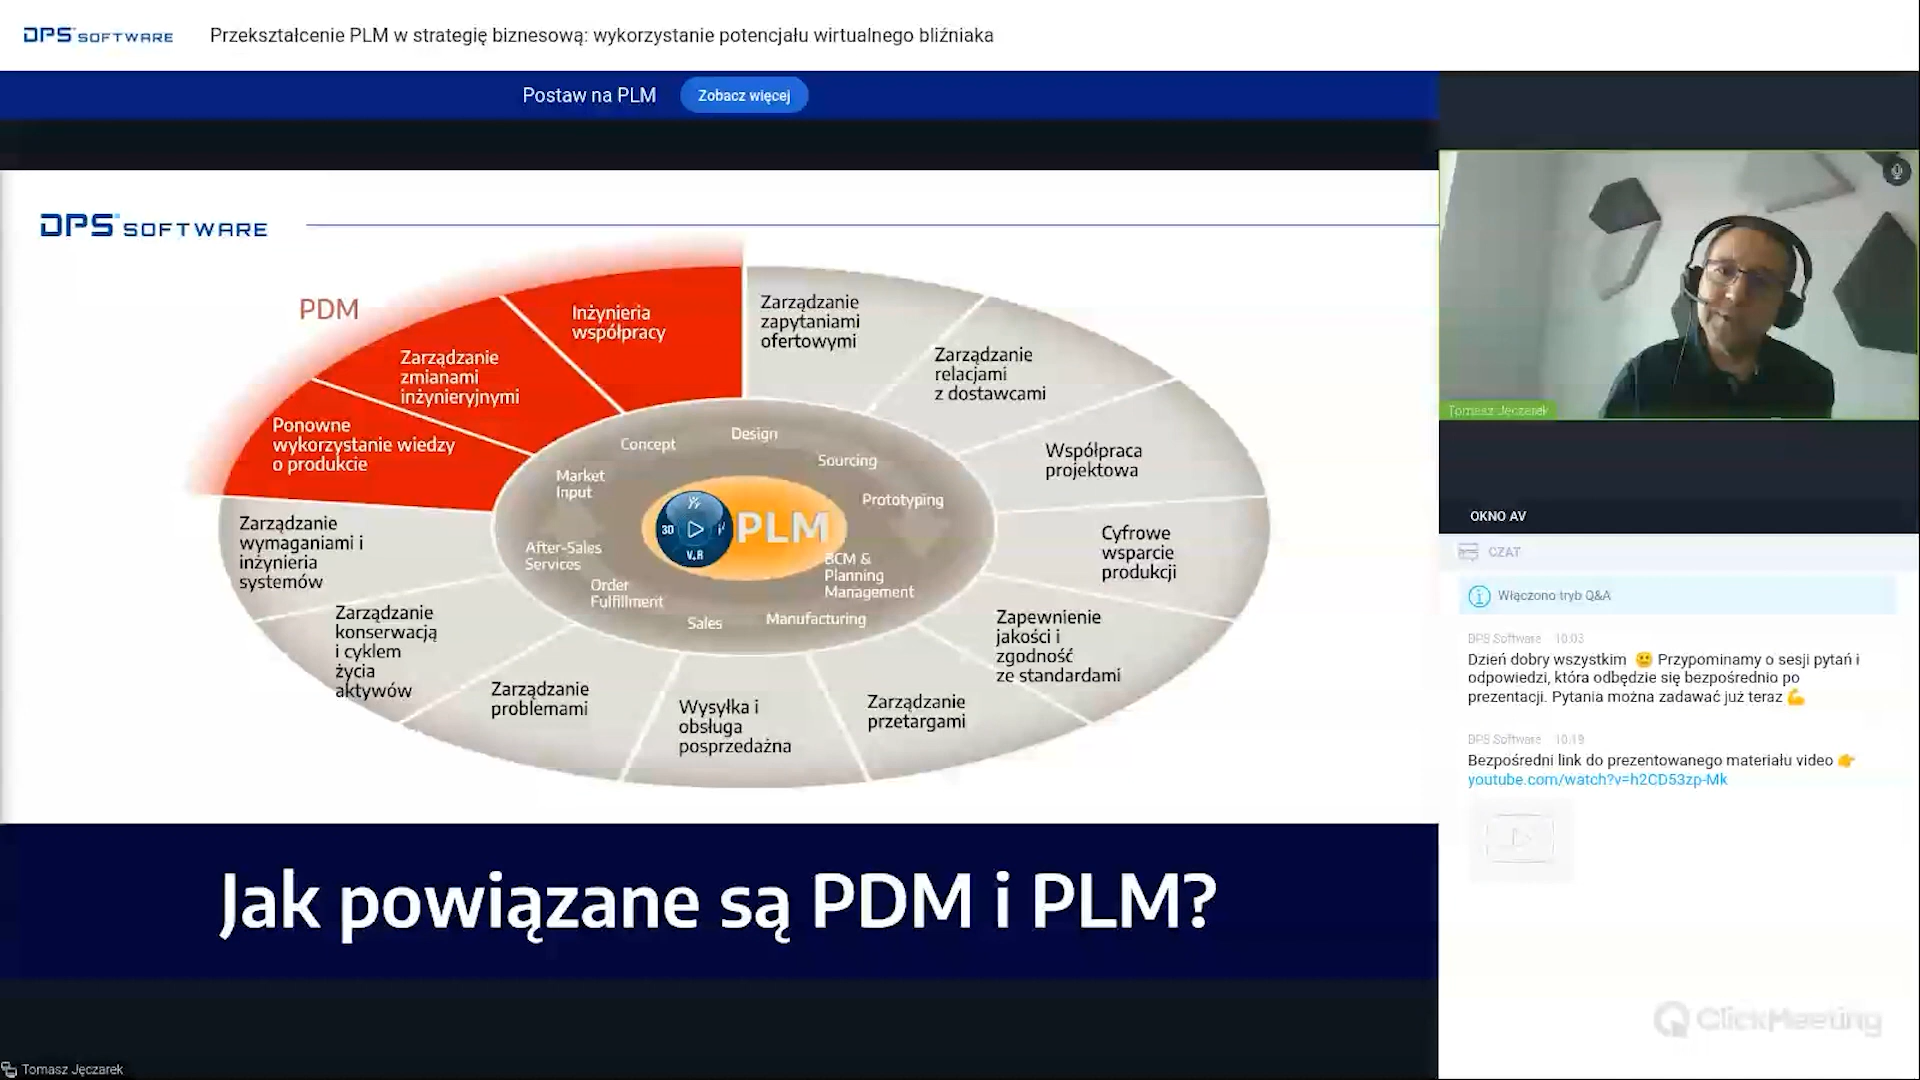 DPS SOFTWARE
Przekształcenie PLM w strategię biznesową: wykorzystanie potencjału wirtualnego bliźniaka
Postaw na PLM
Zobacz więcej
DPS SOFTWARE
PDM
Inżynieria
współpracy
Zarządzanie
zmianami
inżynieryjnymi
Ponowne
wykorzystanie wiedzy
o produkcie
Zarządzanie
zapytaniami
ofertowymi
Zarządzanie
relacjami
z dostawcami
Współpraca
projektowa
Cyfrowe
wsparcie
produkcji
Zapewnienie
jakości i
zgodność
ze standardami
Zarządzanie
przetargami
Wysyłka i
obsługa
posprzedażna
Zarządzanie
problemami
Zarządzanie
konserwacją
i cyklem
życia
aktywów
Zarządzanie
wymaganiami i
inżynieria
systemów
Concept
Design
Sourcing
Prototyping
BCM &
Planning
Management
Manufacturing
Sales
Order
Fulfillment
After-Sales
Services
Market
Input
3D
V.R
PLM
Jak powiązane są PDM i PLM?
Tomasz Jęczarek
Tomasz Jęczarek
OKNO AV
CZAT
Włączono tryb Q&A
DPS Software 10:03
Dzień dobry wszystkim 🙂 Przypominamy o sesji pytań i
odpowiedzi, która odbędzie się bezpośrednio po
prezentacji. Pytania można zadawać już teraz 💪
DPS Software 10:19
Bezpośredni link do prezentowanego materiału video 👉
youtube.com/watch?v=h2CD53zp-Mk
ClickMeeting